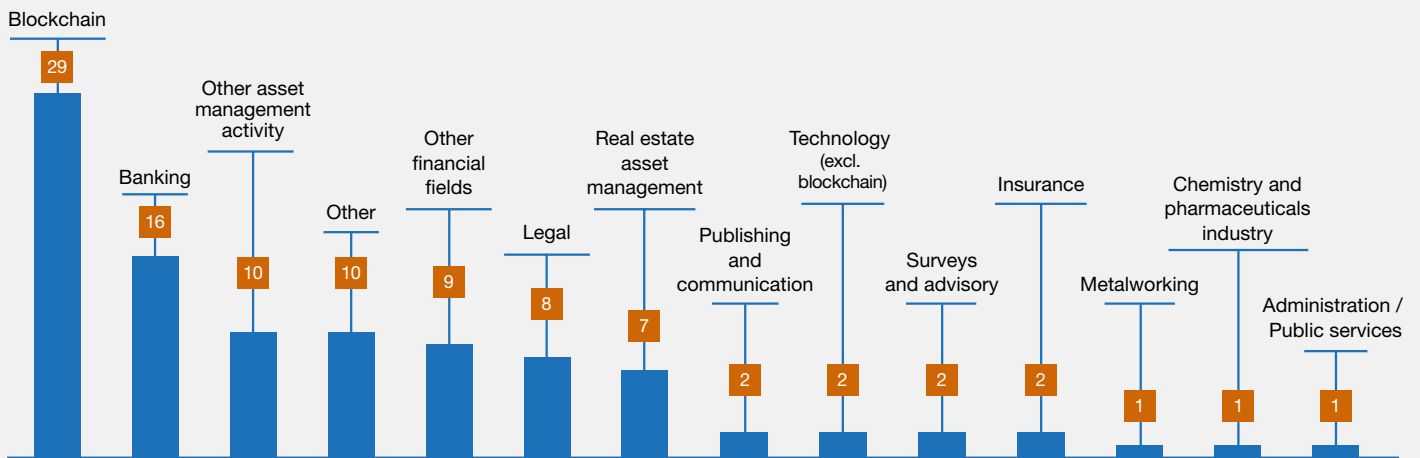 Blockchain
29
Banking
16
Other asset
management
activity
10
Other
10
Other
financial
fields
9
Legal
8
Real estate
asset
management
7
Publishing
and
communication
2
Technology
(excl.
blockchain)
2
Surveys
and advisory
2
Insurance
2
Metalworking
1
Chemistry and
pharmaceuticals
industry
1
Administration /
Public services
1